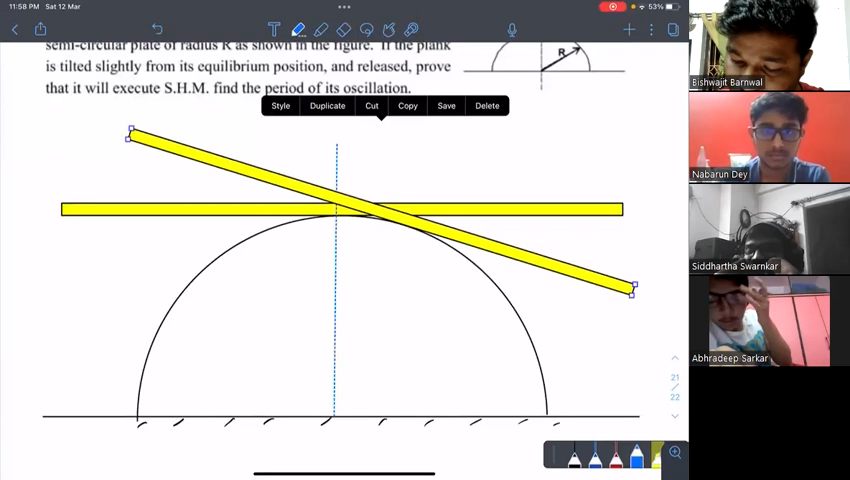 11:58 PM Sat 12 Mar
53%
semi-circular plate of radius R as shown in the figure. If the plank
is tilted slightly from its equilibrium position, and released, prove
that it will execute S.H.M. find the period of its oscillation.
R
Style Duplicate Cut Copy Save Delete
21
/
22
Bishwajit Barnwal
Nabarun Dey
Siddhartha Swarnkar
Abhradeep Sarkar